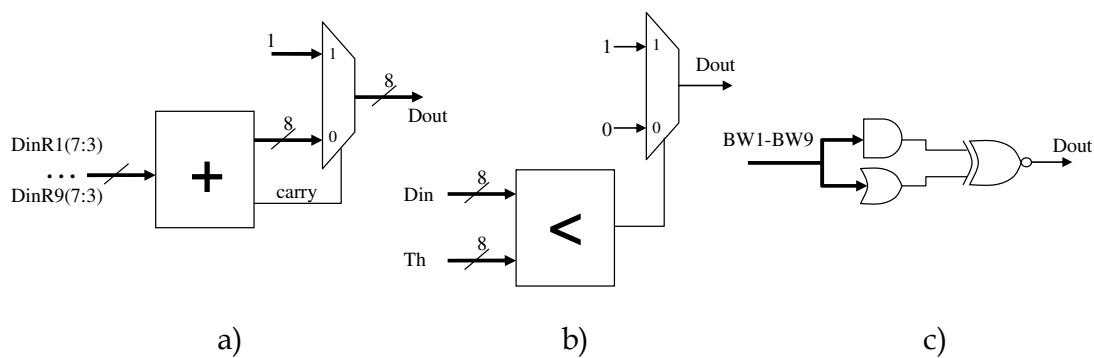 1
1
8
Dout
DinR1(7:3)
...
DinR9(7:3)
+
8
0
carry
a)
1
1
Dout
0
0
Din
8
Th
8
<
b)
BW1-BW9
Dout
c)